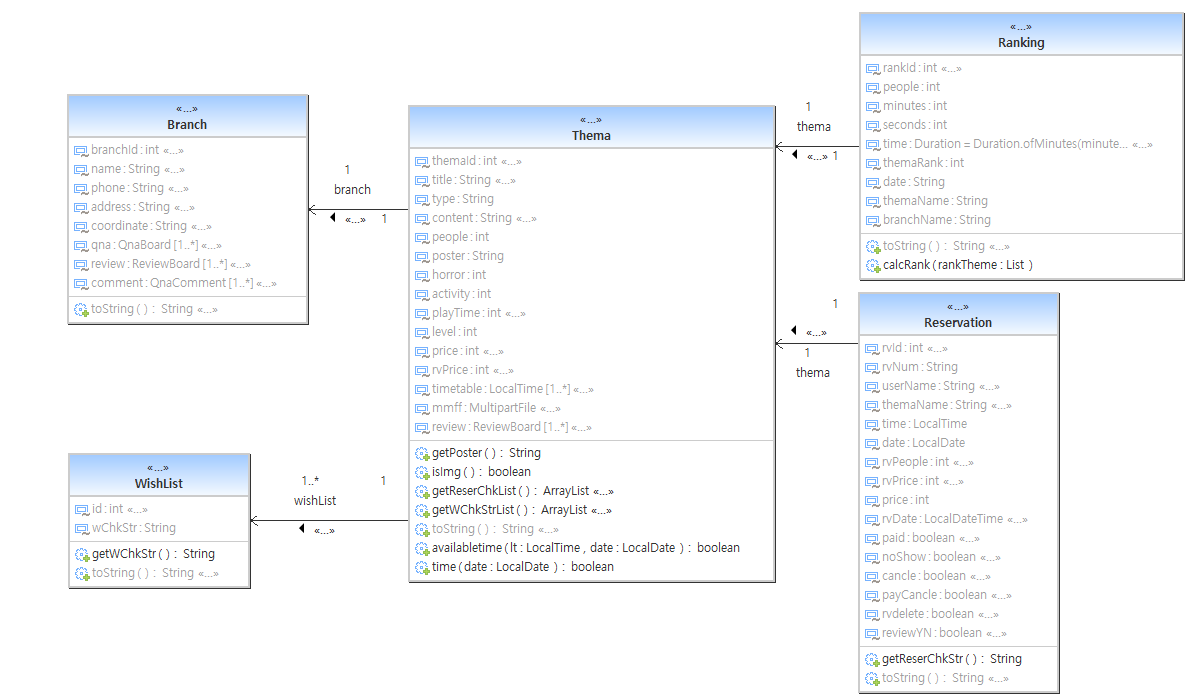 «...»
Branch
branchId : int «...»
name : String «...»
phone : String «...»
address : String «...»
coordinate : String «...»
qna : QnaBoard [1..*] «...»
review : ReviewBoard [1..*] «...»
comment : QnaComment [1..*] «...»
toString ( ) : String «...»
1
branch
«...» 1
«...»
WishList
id : int «...»
wChkStr : String
getWChkStr ( ) : String
toString ( ) : String «...»
1..* 1
wishList
«...»
«...»
Thema
themaId : int «...»
title : String «...»
type : String
content : String «...»
people : int
poster : String
horror : int
activity : int
playTime : int «...»
level : int
price : int «...»
rvPrice : int «...»
timetable : LocalTime [1..*] «...»
mmff : MultipartFile «...»
review : ReviewBoard [1..*] «...»
getPoster ( ) : String
isImg ( ) : boolean
getReserChkList ( ) : ArrayList «...»
getWChkStrList ( ) : ArrayList «...»
toString ( ) : String «...»
availabletime ( lt : LocalTime , date : LocalDate ) : boolean
time ( date : LocalDate ) : boolean
1
thema
«...» 1
«...»
Ranking
rankId : int «...»
people : int
minutes : int
seconds : int
time : Duration = Duration.ofMinutes(minute... «...»
themaRank : int
date : String
themaName : String
branchName : String
toString ( ) : String «...»
calcRank ( rankTheme : List )
1
«...»
1
thema
«...»
Reservation
rvId : int «...»
rvNum : String
userName : String «...»
themaName : String «...»
time : LocalTime
date : LocalDate
rvPeople : int «...»
rvPrice : int «...»
price : int
rvDate : LocalDateTime «...»
paid : boolean «...»
noShow : boolean «...»
cancle : boolean «...»
payCancle : boolean «...»
rvdelete : boolean «...»
reviewYN : boolean «...»
getReserChkStr ( ) : String
toString ( ) : String «...»